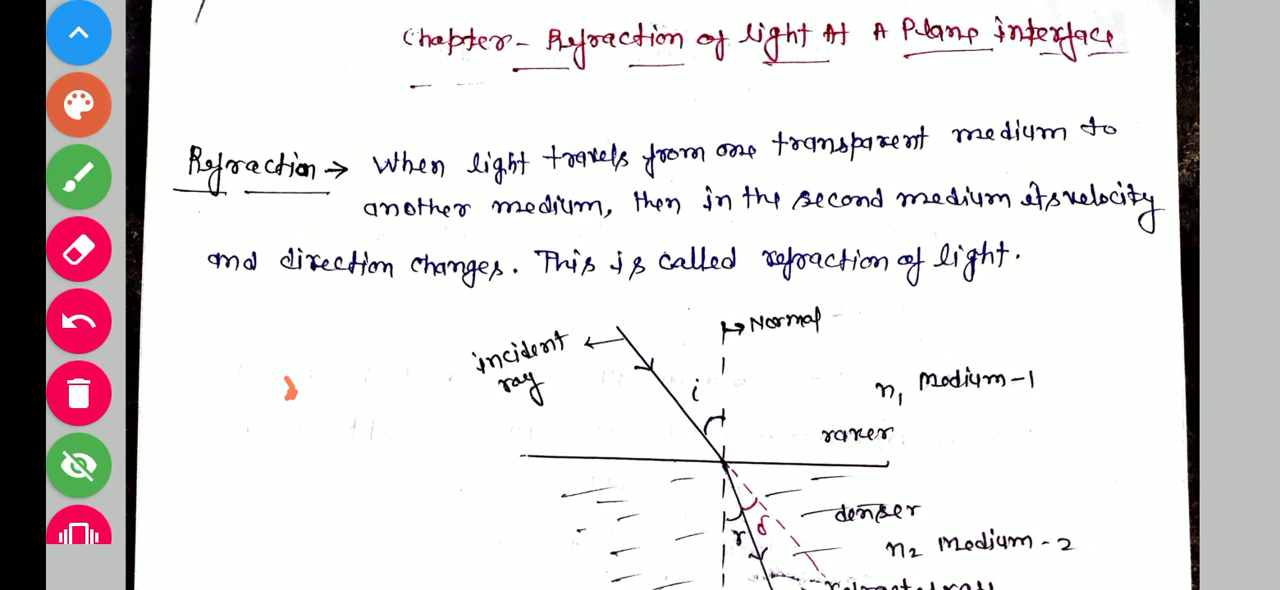 Chapter - Refraction of light At A Plane interface
Refraction → When light travels from one transparent medium to
another medium, then in the second medium its velocity
and direction changes. This is called refraction of light.
→ Normal
incident
ray
i
n₁ Medium-1
rarer
denser
r
δ
n₂ Medium-2